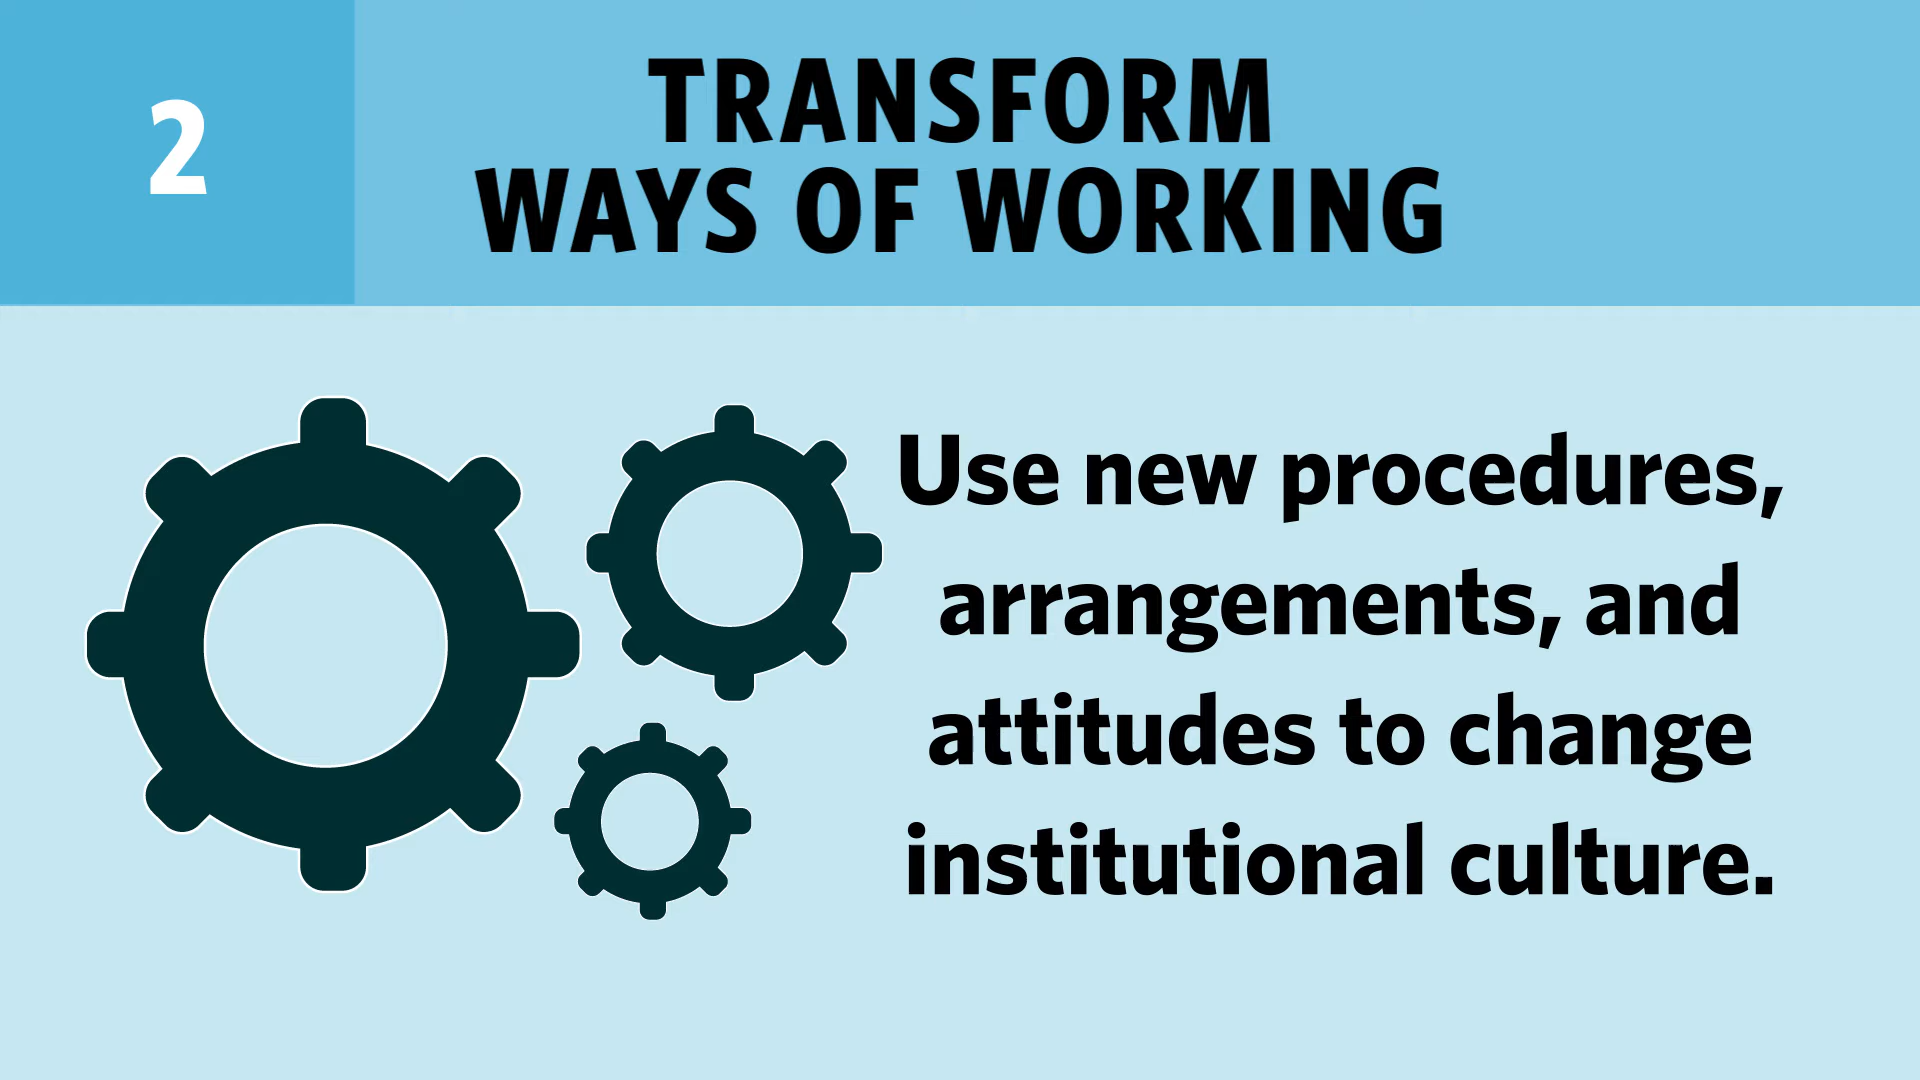 2
TRANSFORM
WAYS OF WORKING
Use new procedures,
arrangements, and
attitudes to change
institutional culture.